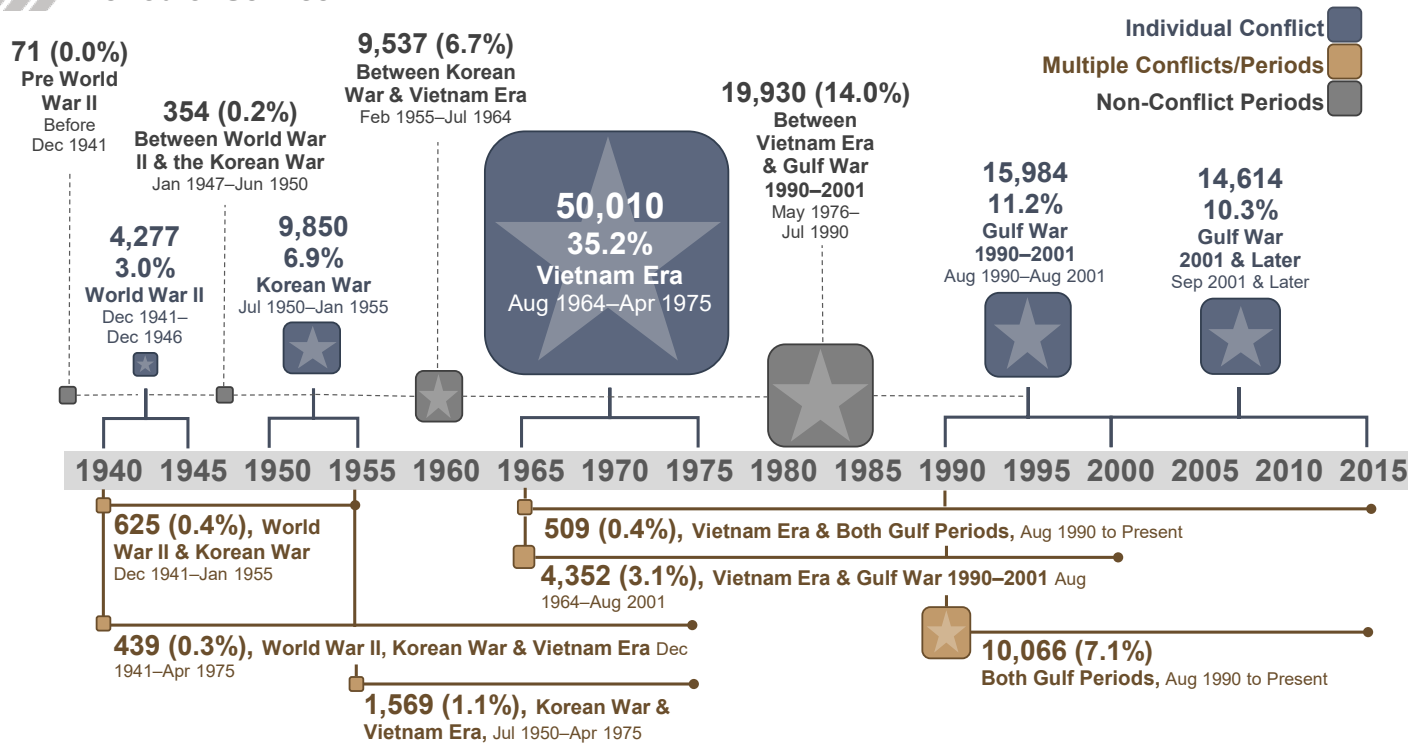 Individual Conflict
Multiple Conflicts/Periods
Non-Conflict Periods
71 (0.0%)
Pre World
War II
Before
Dec 1941
354 (0.2%)
Between World War
II & the Korean War
Jan 1947–Jun 1950
9,537 (6.7%)
Between Korean
War & Vietnam Era
Feb 1955–Jul 1964
19,930 (14.0%)
Between
Vietnam Era
& Gulf War
1990–2001
May 1976–
Jul 1990
4,277
3.0%
World War II
Dec 1941–
Dec 1946
9,850
6.9%
Korean War
Jul 1950–Jan 1955
50,010
35.2%
Vietnam Era
Aug 1964–Apr 1975
15,984
11.2%
Gulf War
1990–2001
Aug 1990–Aug 2001
14,614
10.3%
Gulf War
2001 & Later
Sep 2001 & Later
1940 1945 1950 1955 1960 1965 1970 1975 1980 1985 1990 1995 2000 2005 2010 2015
625 (0.4%), World
War II & Korean War
Dec 1941–Jan 1955
439 (0.3%), World War II, Korean War & Vietnam Era Dec
1941–Apr 1975
1,569 (1.1%), Korean War &
Vietnam Era, Jul 1950–Apr 1975
509 (0.4%), Vietnam Era & Both Gulf Periods, Aug 1990 to Present
4,352 (3.1%), Vietnam Era & Gulf War 1990–2001 Aug
1964–Aug 2001
10,066 (7.1%)
Both Gulf Periods, Aug 1990 to Present